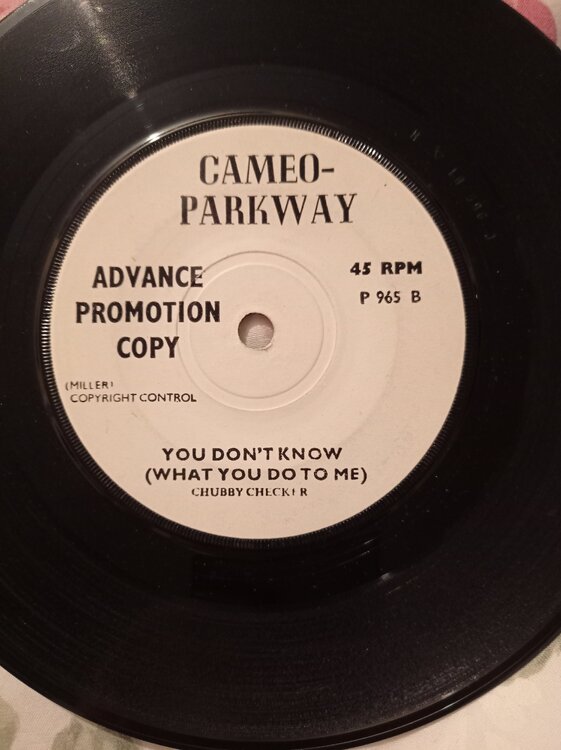 CAMEO-
PARKWAY
ADVANCE
PROMOTION
COPY
45 RPM
P 965 B
(MILLER)
COPYRIGHT CONTROL
YOU DON'T KNOW
(WHAT YOU DO TO ME)
CHUBBY CHECKER